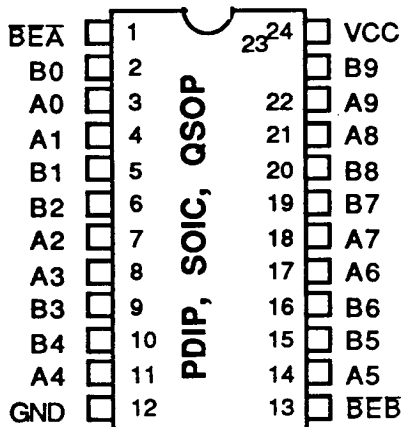 B̅E̅A̅ 1 24 VCC
B0 2 23 B9
A0 3 22 A9
A1 4 21 A8
B1 5 20 B8
B2 6 19 B7
A2 7 18 A7
A3 8 17 A6
B3 9 16 B6
B4 10 15 B5
A4 11 14 A5
GND 12 13 B̅E̅B̅
PDIP, SOIC, QSOP